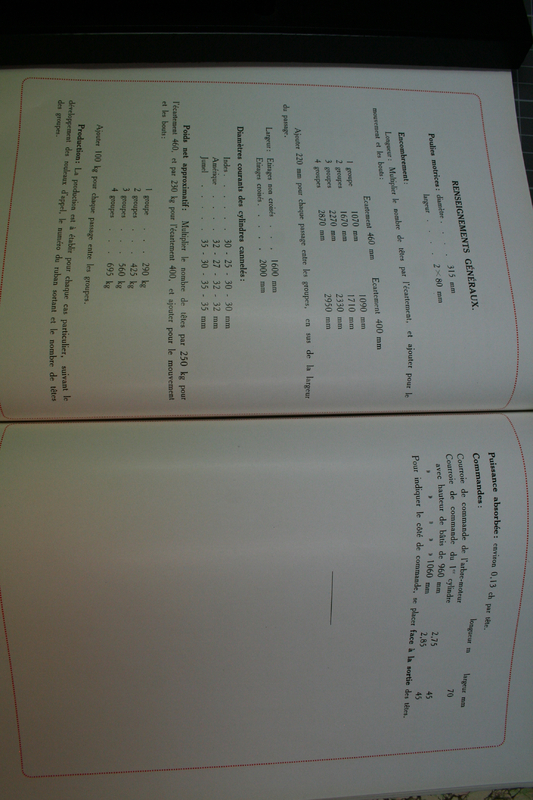 RENSEIGNEMENTS GÉNÉRAUX.
Poulies motrices: diamètre . . . 315 mm
largeur . . . 2 × 80 mm
Encombrement:
Longueur: Multiplier le nombre de têtes par l'écartement, et ajouter pour le
mouvement et les bouts:
Ecartement 460 mm Ecartement 400 mm
1 groupe 1070 mm 1090 mm
2 groupes 1670 mm 1710 mm
3 groupes 2270 mm 2330 mm
4 groupes 2870 mm 2950 mm
Ajouter 220 mm pour chaque passage entre les groupes, en sus de la largeur
du passage.
Largeur: Etirages non croisés . . . 1600 mm
Etirages croisés . . . . 2000 mm
Diamètres courants des cylindres cannelés:
Indes . . . . . 30 - 25 - 30 - 30 mm
Amérique . . . . 32 - 27 - 32 - 32 mm
Jumel . . . . . 35 - 30 - 35 - 35 mm
Poids net approximatif: Multiplier le nombre de têtes par 250 kg pour
l'écartement 460, et par 230 kg pour l'écartement 400, et ajouter pour le mouvement
et les bouts:
1 groupe . . . 290 kg
2 groupes . . . 425 kg
3 groupes . . . 560 kg
4 groupes . . . 695 kg
Ajouter 100 kg pour chaque passage entre les groupes.
Production: La production est à établir pour chaque cas particulier, suivant le
développement des rouleaux d'appel, le numéro du ruban sortant et le nombre de têtes
des groupes.
Puissance absorbée: environ 0,13 ch par tête.
Commandes:
longueur m largeur mm
Courroie de commande de l'arbre-moteur 70
Courroie de commande du 1er cylindre
avec hauteur de bâtis de 960 mm 2,75 45
» » » » » 1060 mm 2,85 45
Pour indiquer le côté de commande, se placer face à la sortie des têtes.